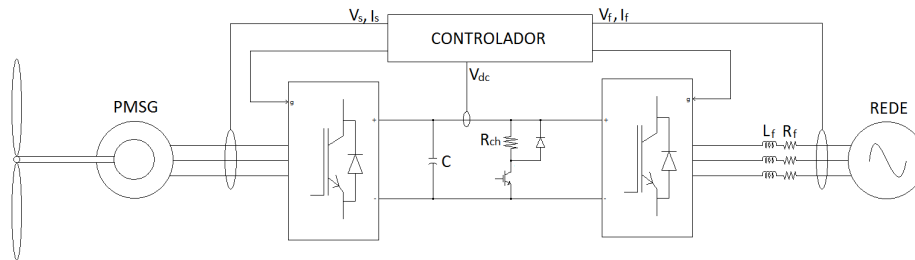 Vs, Is
Vf, If
CONTROLADOR
Vdc
PMSG
REDE
g
g
+
+
Lf Rf
Rch
C
-
-